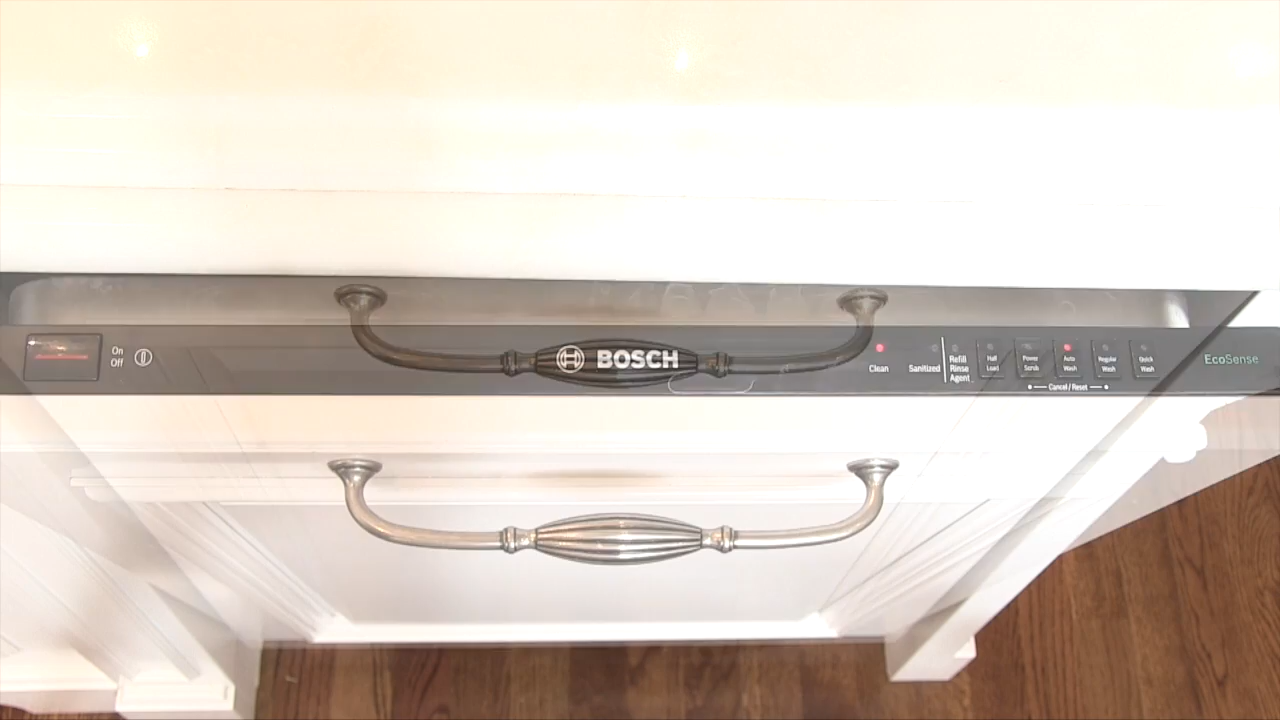 On
Off
BOSCH
Clean
Sanitized
Refill
Rinse
Agent
Half
Load
Power
Scrub
Auto
Wash
Regular
Wash
Quick
Wash
Cancel/Reset
EcoSense